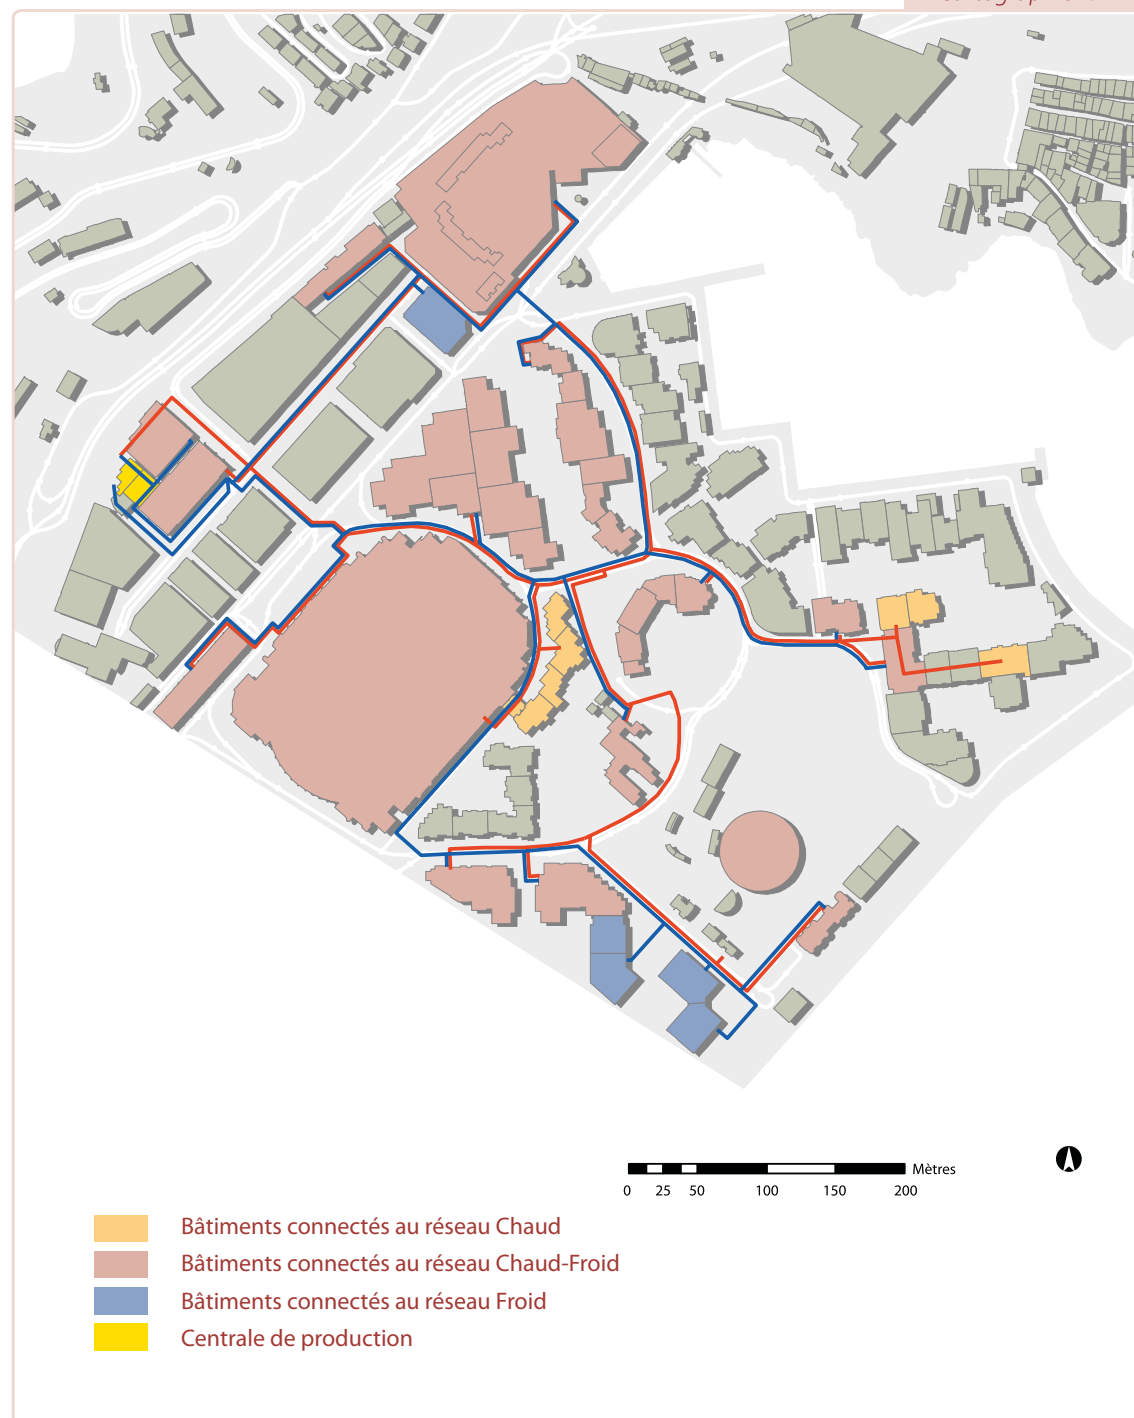 Mètres
0 25 50 100 150 200
Bâtiments connectés au réseau Chaud
Bâtiments connectés au réseau Chaud-Froid
Bâtiments connectés au réseau Froid
Centrale de production